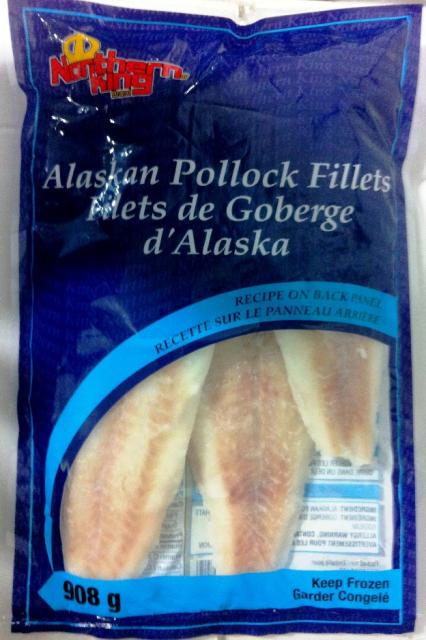 Northern
King
Alaskan Pollock Fillets
Filets de Goberge
d'Alaska
RECIPE ON BACK PANEL
RECETTE SUR LE PANNEAU ARRIÈRE
908 g
Keep Frozen
Garder Congelé